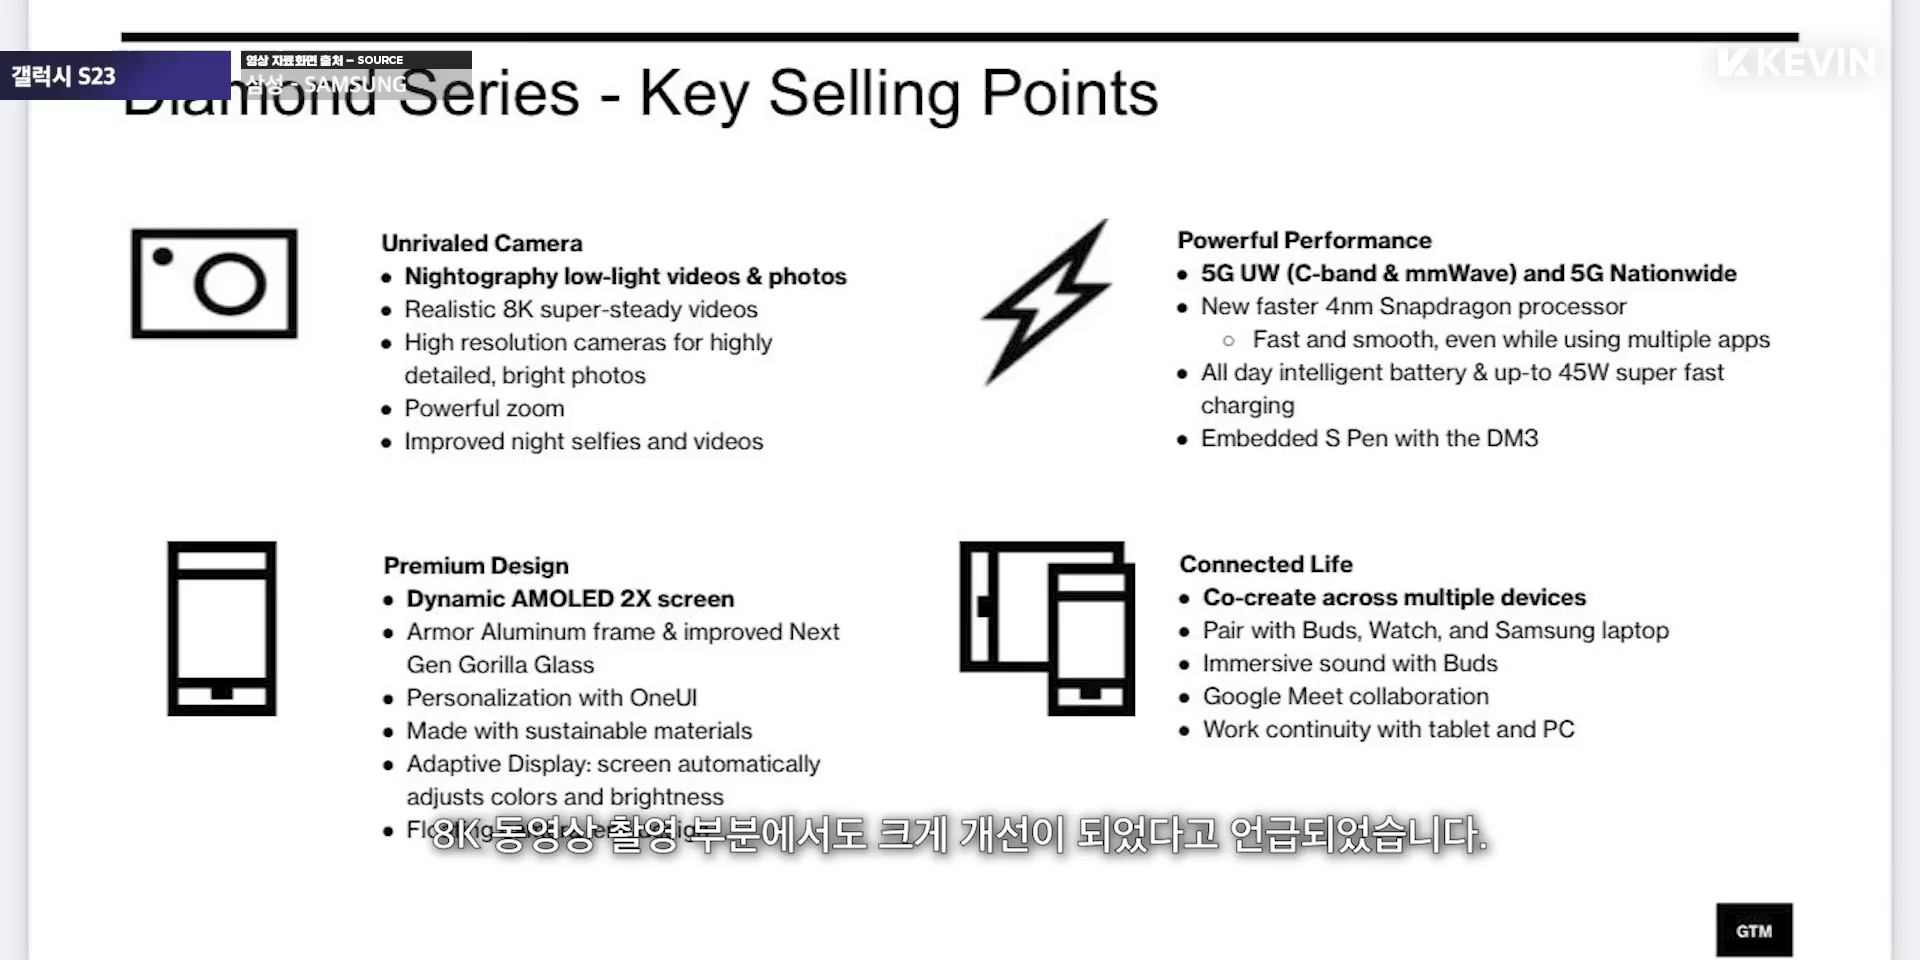 갤럭시 S23
영상 자료화면 출처 – SOURCE
삼성 - SAMSUNG
KEVIN
Diamond Series - Key Selling Points
Unrivaled Camera
● Nightography low-light videos & photos
● Realistic 8K super-steady videos
● High resolution cameras for highly
detailed, bright photos
● Powerful zoom
● Improved night selfies and videos
Powerful Performance
● 5G UW (C-band & mmWave) and 5G Nationwide
● New faster 4nm Snapdragon processor
○ Fast and smooth, even while using multiple apps
● All day intelligent battery & up-to 45W super fast
charging
● Embedded S Pen with the DM3
Premium Design
● Dynamic AMOLED 2X screen
● Armor Aluminum frame & improved Next
Gen Gorilla Glass
● Personalization with OneUI
● Made with sustainable materials
● Adaptive Display: screen automatically
adjusts colors and brightness
Connected Life
● Co-create across multiple devices
● Pair with Buds, Watch, and Samsung laptop
● Immersive sound with Buds
● Google Meet collaboration
● Work continuity with tablet and PC
8K 동영상 촬영 부분에서도 크게 개선이 되었다고 언급되었습니다.
GTM